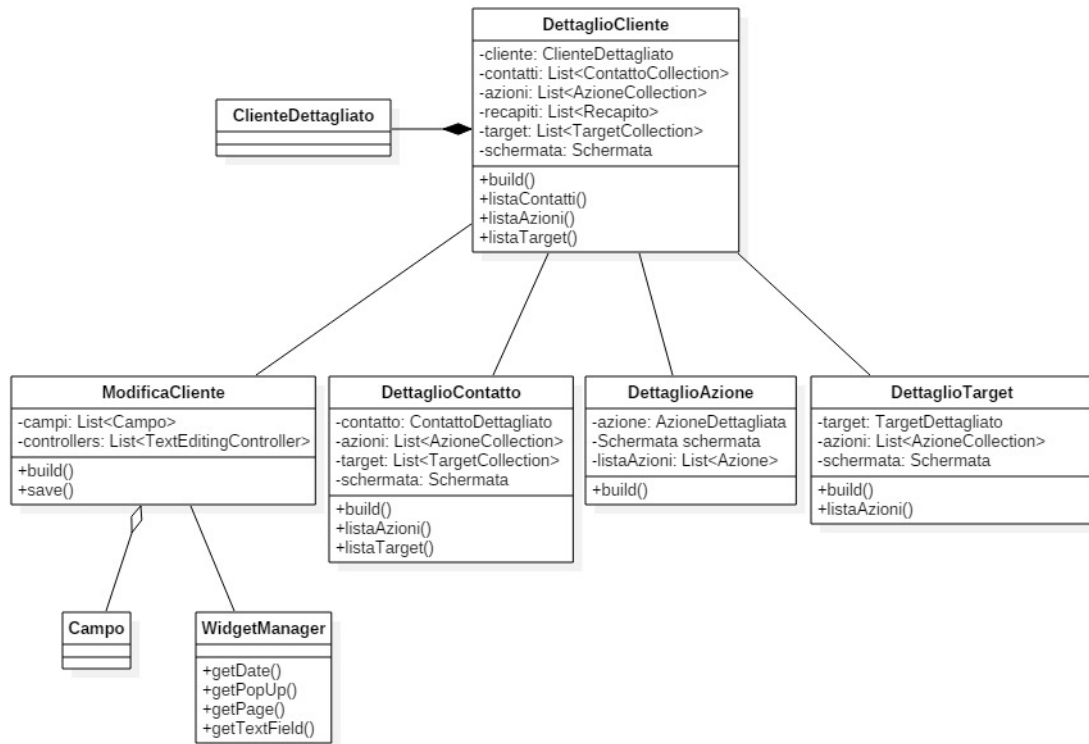 DettaglioCliente
-cliente: ClienteDettagliato
-contatti: List<ContattoCollection>
-azioni: List<AzioneCollection>
-recapiti: List<Recapito>
-target: List<TargetCollection>
-schermata: Schermata
+build()
+listaContatti()
+listaAzioni()
+listaTarget()
ClienteDettagliato
ModificaCliente
-campi: List<Campo>
-controllers: List<TextEditingController>
+build()
+save()
DettaglioContatto
-contatto: ContattoDettagliato
-azioni: List<AzioneCollection>
-target: List<TargetCollection>
-schermata: Schermata
+build()
+listaAzioni()
+listaTarget()
DettaglioAzione
-azione: AzioneDettagliata
-Schermata schermata
-listaAzioni: List<Azione>
+build()
DettaglioTarget
-target: TargetDettagliato
-azioni: List<AzioneCollection>
-schermata: Schermata
+build()
+listaAzioni()
Campo
WidgetManager
+getDate()
+getPopUp()
+getPage()
+getTextField()